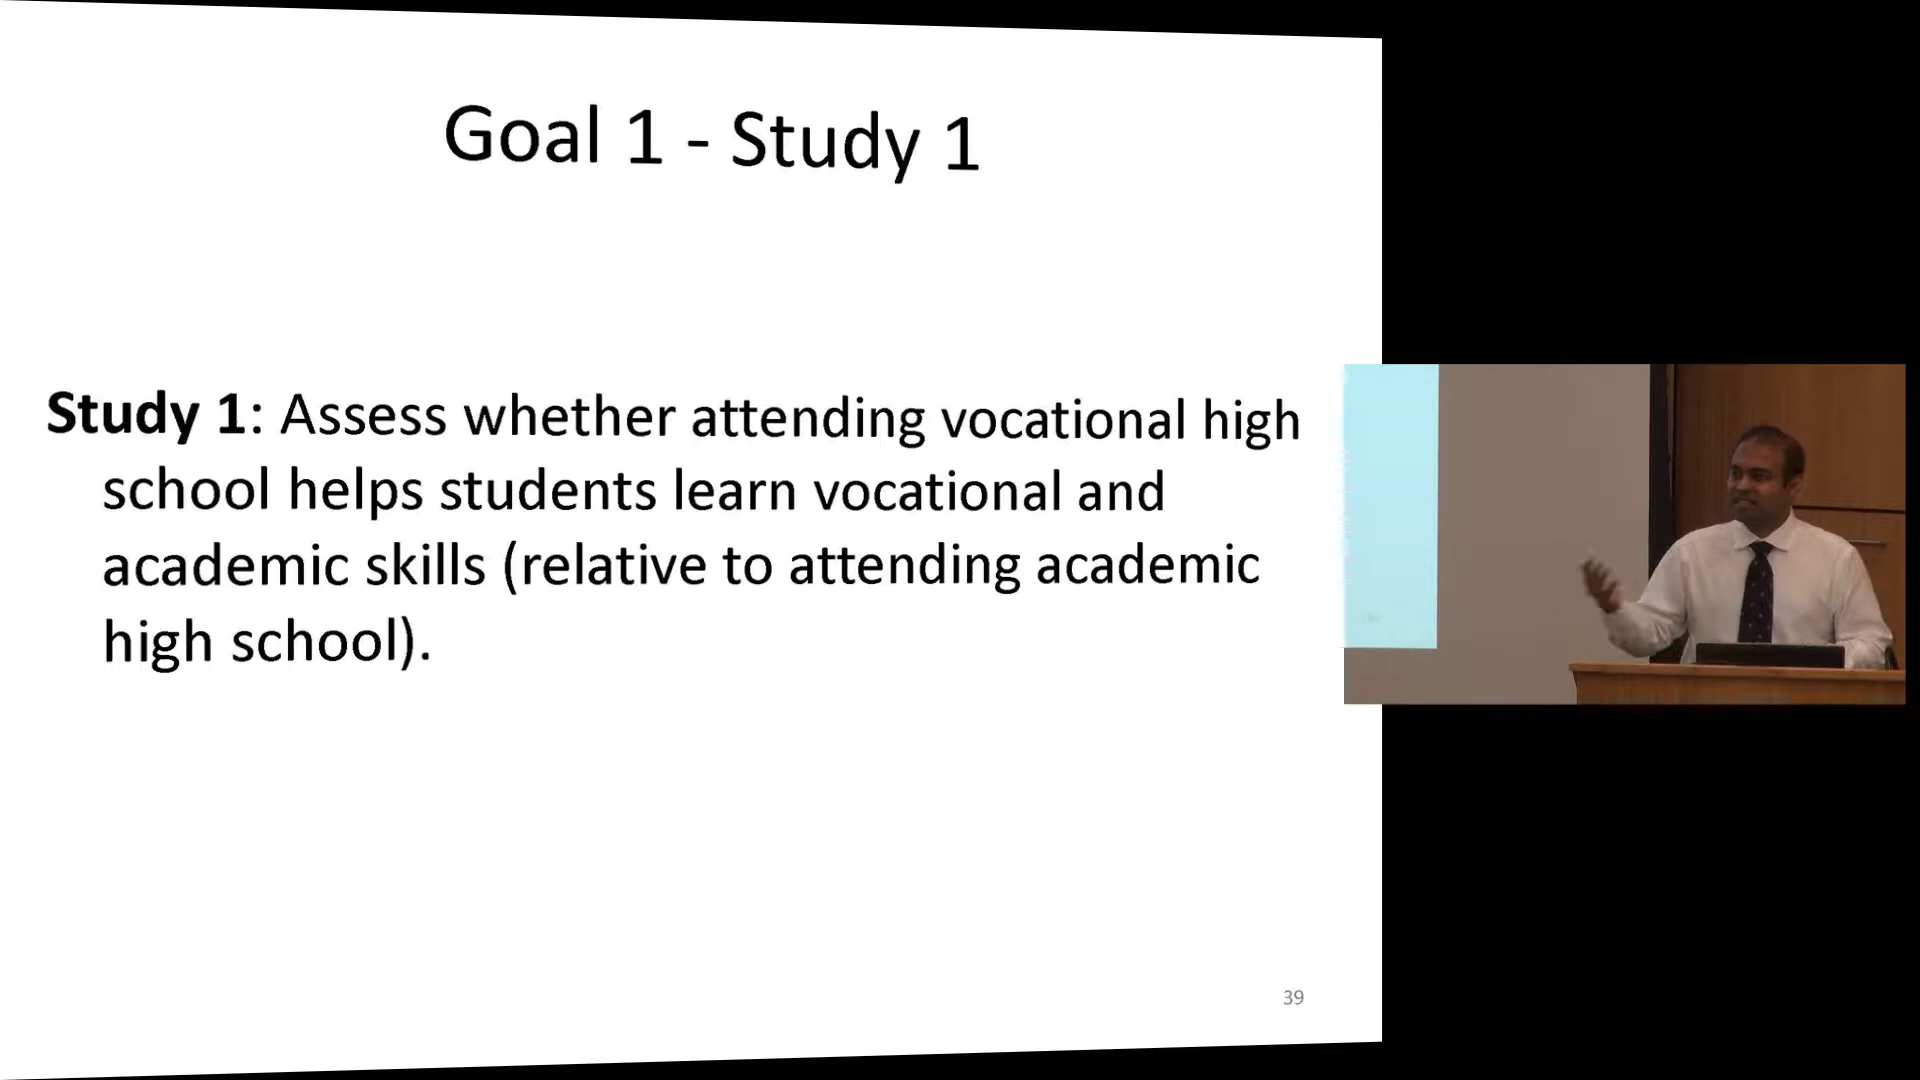 Goal 1 - Study 1
Study 1: Assess whether attending vocational high
school helps students learn vocational and
academic skills (relative to attending academic
high school).
39